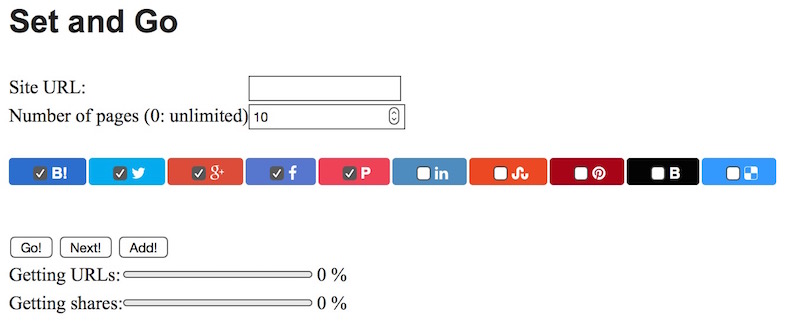 Set and Go
Site URL:
Number of pages (0: unlimited) 10
B! g+ f P in B
Go! Next! Add!
Getting URLs: 0 %
Getting shares: 0 %